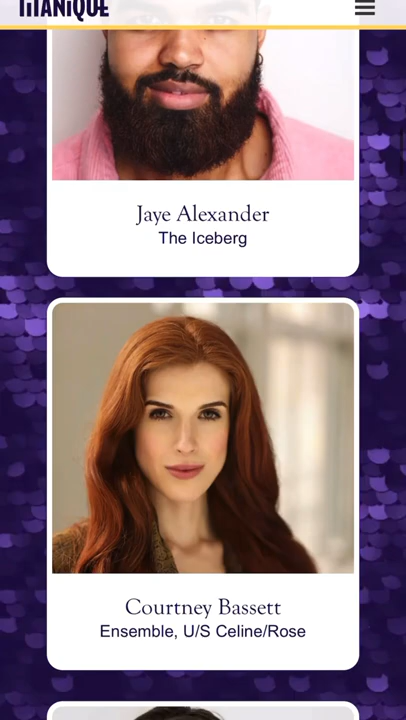 TiTANiQUE
Jaye Alexander
The Iceberg
Courtney Bassett
Ensemble, U/S Celine/Rose